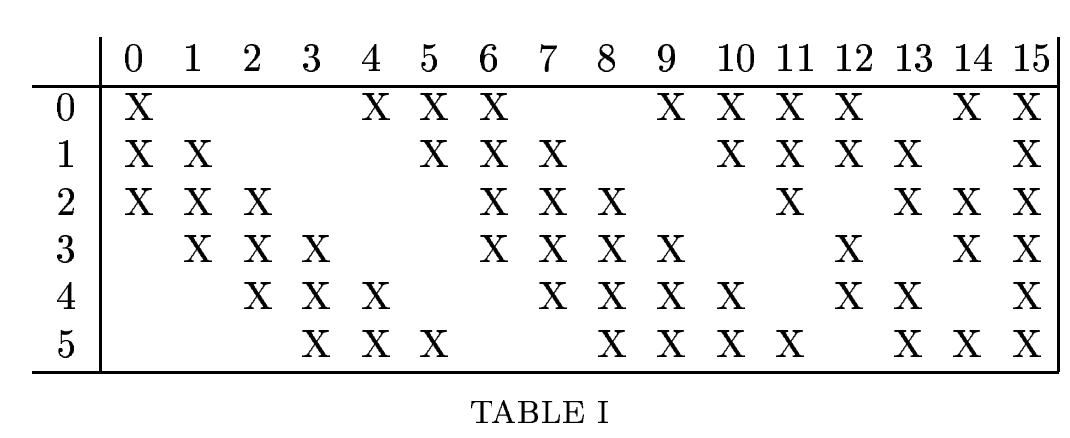 0 1 2 3 4 5 6 7 8 9 10 11 12 13 14 15
0 X X X X X X X X X X
1 X X X X X X X X X X
2 X X X X X X X X X X
3 X X X X X X X X X X
4 X X X X X X X X X X
5 X X X X X X X X X X
TABLE I